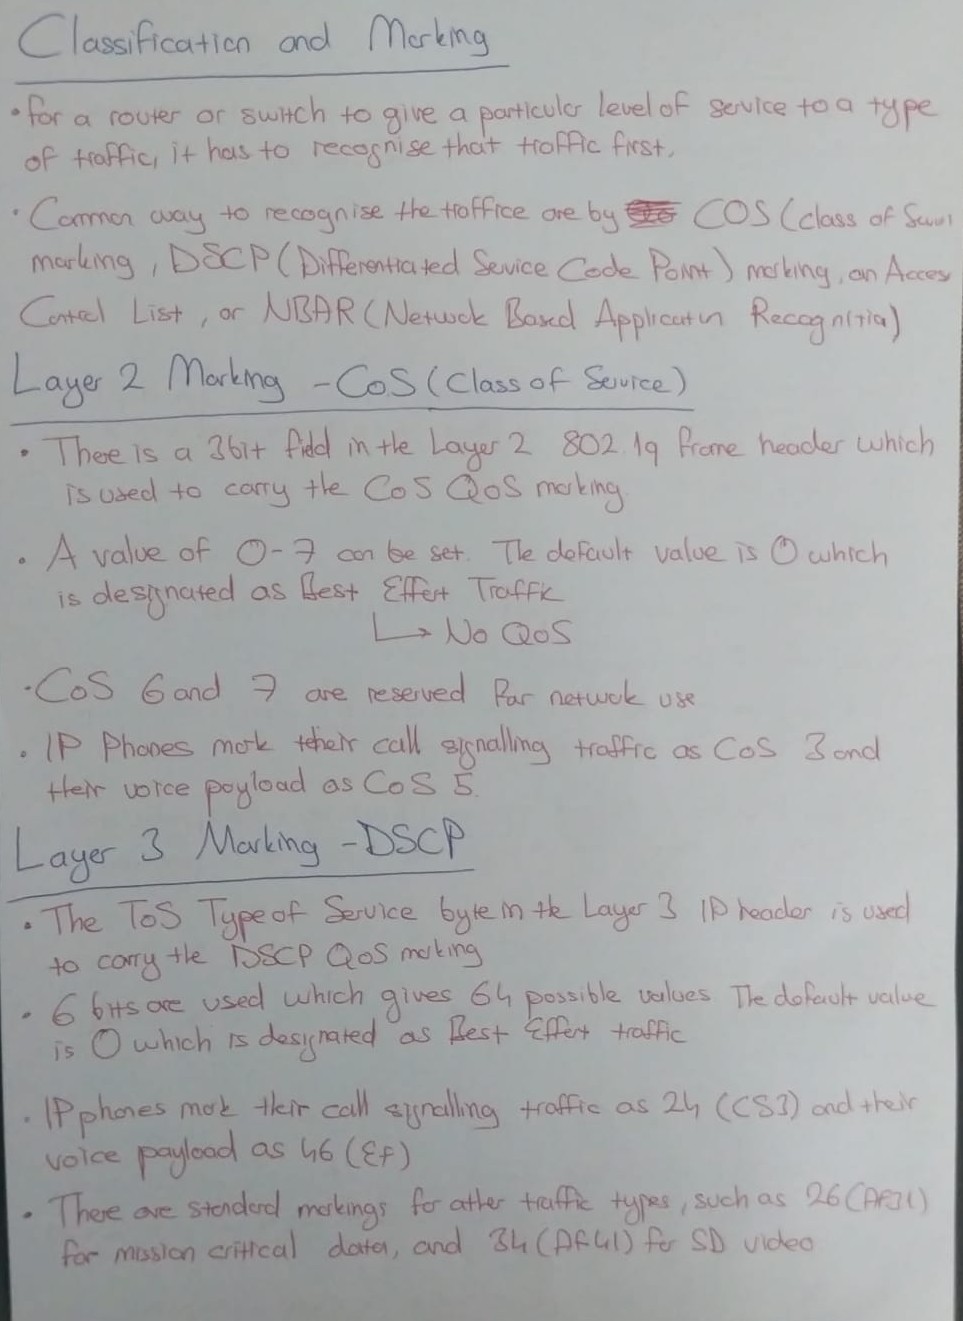 Classification and Marking
• for a router or switch to give a particular level of service to a type
of traffic, it has to recognise that traffic first.
• Common way to recognise the traffice are by COS (class of
marking, DSCP (Differentiated Service Code Point) marking, an Access
Control List, or NBAR (Network Based Application Recognition)
Layer 2 Marking - CoS (Class of Service)
• There is a 3bit field in the Layer 2 802.1q frame header which
is used to carry the CoS QoS marking.
• A value of 0-7 can be set. The default value is 0 which
is designated as Best Effort Traffic
↳ No QoS
• CoS 6 and 7 are reserved for network use
• IP Phones mark their call signalling traffic as CoS 3 and
their voice payload as CoS 5.
Layer 3 Marking - DSCP
• The ToS Type of Service byte in the Layer 3 IP header is used
to carry the DSCP QoS marking
• 6 bits are used which gives 64 possible values The default value
is 0 which is designated as Best Effort traffic
• IP phones mark their call signalling traffic as 24 (CS3) and their
voice payload as 46 (EF)
• There are standard markings for other traffic types, such as 26 (AF31)
for mission critical data, and 34 (AF41) for SD video